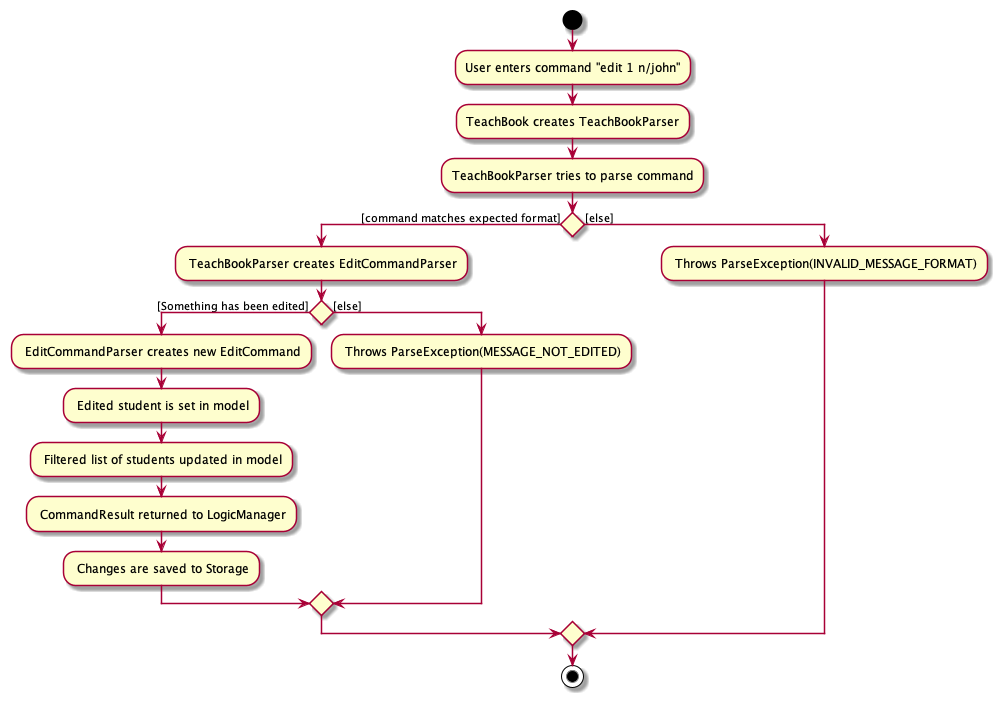 User enters command "edit 1 n/john"
TeachBook creates TeachBookParser
TeachBookParser tries to parse command
[command matches expected format]
[else]
TeachBookParser creates EditCommandParser
Throws ParseException(INVALID_MESSAGE_FORMAT)
[Something has been edited]
[else]
EditCommandParser creates new EditCommand
Throws ParseException(MESSAGE_NOT_EDITED)
Edited student is set in model
Filtered list of students updated in model
CommandResult returned to LogicManager
Changes are saved to Storage